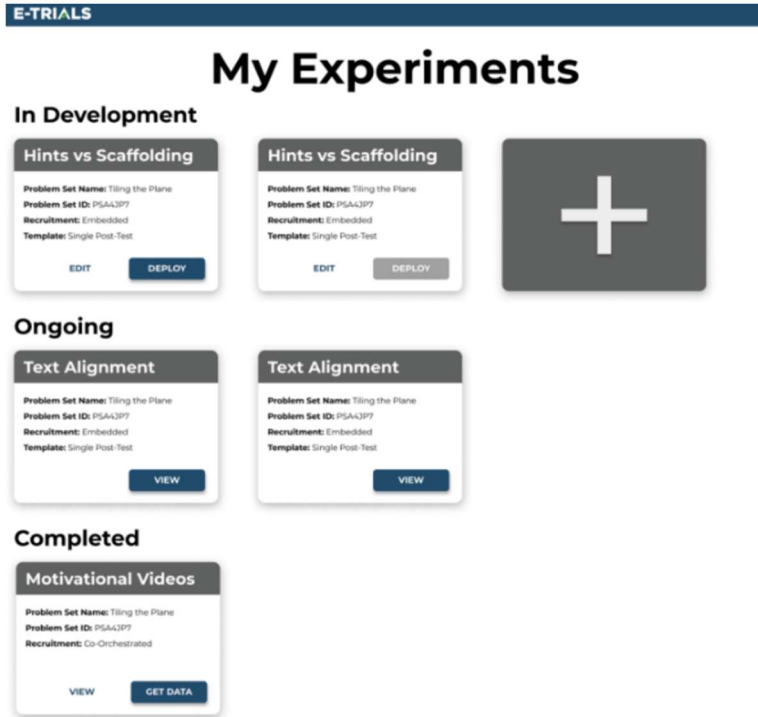 E-TRIALS
My Experiments
In Development
Hints vs Scaffolding
Problem Set Name: Tiling the Plane
Problem Set ID: PSA4JP7
Recruitment: Embedded
Template: Single Post-Test
EDIT DEPLOY
Hints vs Scaffolding
Problem Set Name: Tiling the Plane
Problem Set ID: PSA4JP7
Recruitment: Embedded
Template: Single Post-Test
EDIT DEPLOY
Ongoing
Text Alignment
Problem Set Name: Tiling the Plane
Problem Set ID: PSA4JP7
Recruitment: Embedded
Template: Single Post-Test
VIEW
Text Alignment
Problem Set Name: Tiling the Plane
Problem Set ID: PSA4JP7
Recruitment: Embedded
Template: Single Post-Test
VIEW
Completed
Motivational Videos
Problem Set Name: Tiling the Plane
Problem Set ID: PSA4JP7
Recruitment: Co-Orchestrated
VIEW GET DATA